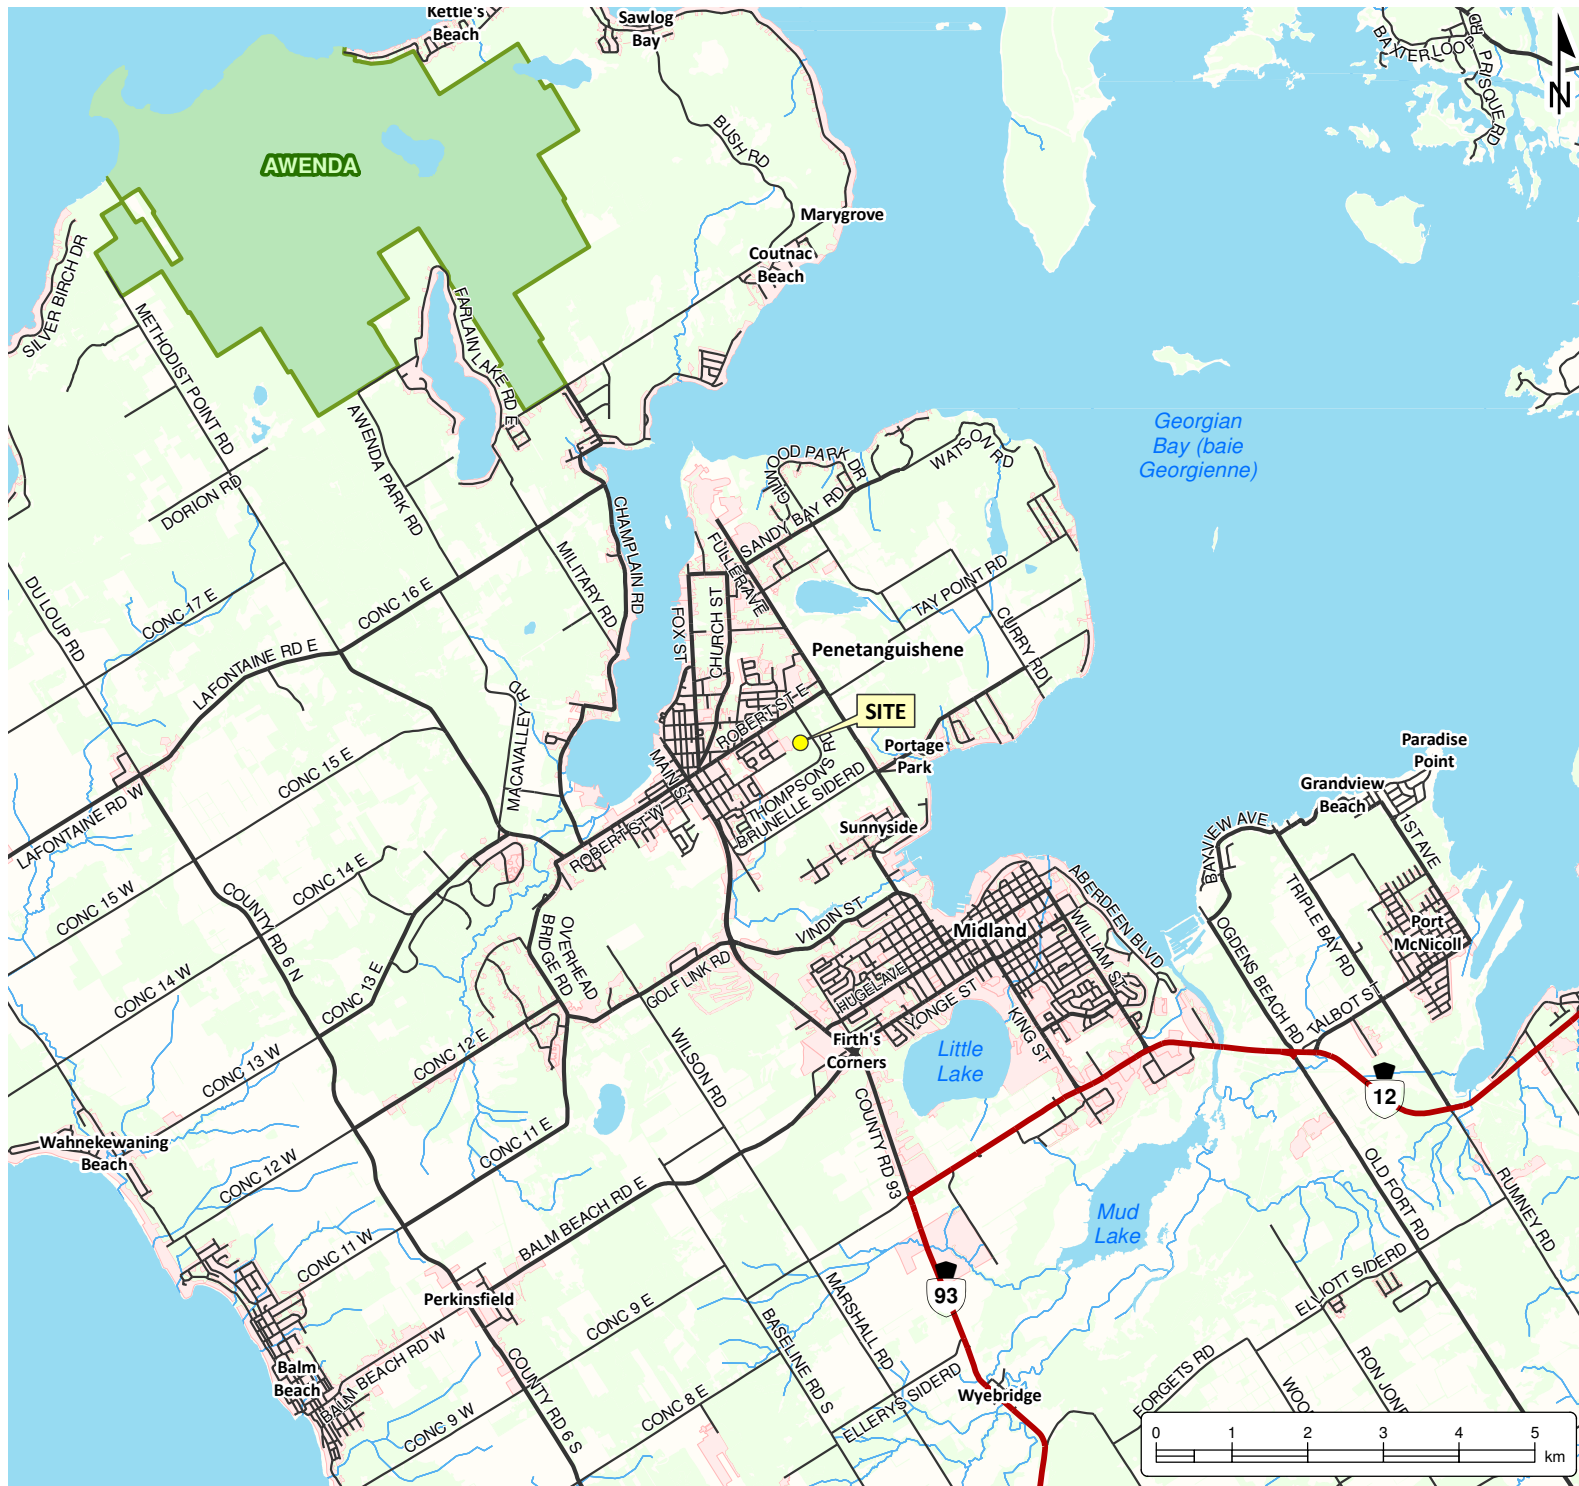 Kettle's
Beach
Sawlog
Bay
BAXTER LOOP
PRISQUE RD
N
BUSH RD
AWENDA
Marygrove
Coutnac
Beach
SILVER BIRCH DR
METHODIST POINT RD
FARLAIN LAKE RD E
AWENDA PARK RD
DORION RD
Georgian
Bay (baie
Georgienne)
OOD PARK DR
GILW
WATSON RD
SANDY BAY RD
CHAMPLAIN RD
FULLER AVE
MILITARY RD
TAY POINT RD
DU LOUP RD
CONC 17 E
CONC 16 E
FOX ST
CHURCH ST
CURRY RD
LAFONTAINE RD E
Penetanguishene
MACAVALLEY RD
ROBERT ST E
SITE
Portage
Park
Paradise
Point
CONC 15 E
MAIN ST
THOMPSONS RD
BRUNELLE SIDERD
Grandview
Beach
LAFONTAINE RD W
ROBERT ST W
Sunnyside
BAYVIEW AVE
1ST AVE
CONC 15 W
CONC 14 E
COUNTY RD 6 N
ABERDEEN BLVD
TRIPLE BAY RD
OVERHEAD
BRIDGE RD
VINDIN ST
Midland
WILLIAM ST
OGDENS BEACH RD
Port
McNicoll
CONC 14 W
CONC 13 E
GOLF LINK RD
HUGEL AVE
YONGE ST
KING ST
TALBOT ST
CONC 13 W
CONC 12 E
WILSON RD
Firth's
Corners
Little
Lake
12
COUNTY RD 93
Wahnekewaning
Beach
CONC 12 W
CONC 11 E
OLD FORT RD
RUMNEY RD
BALM BEACH RD E
Mud
Lake
CONC 11 W
ELLIOTT SIDERD
Perkinsfield
93
CONC 9 E
MARSHALL RD
BASELINE RD S
Balm
Beach
BALM BEACH RD W
COUNTY RD 6 S
ELLERYS SIDERD
Wyebridge
FORGETS RD
RON JONE
WOO
CONC 9 W
CONC 8 E
0 1 2 3 4 5
km